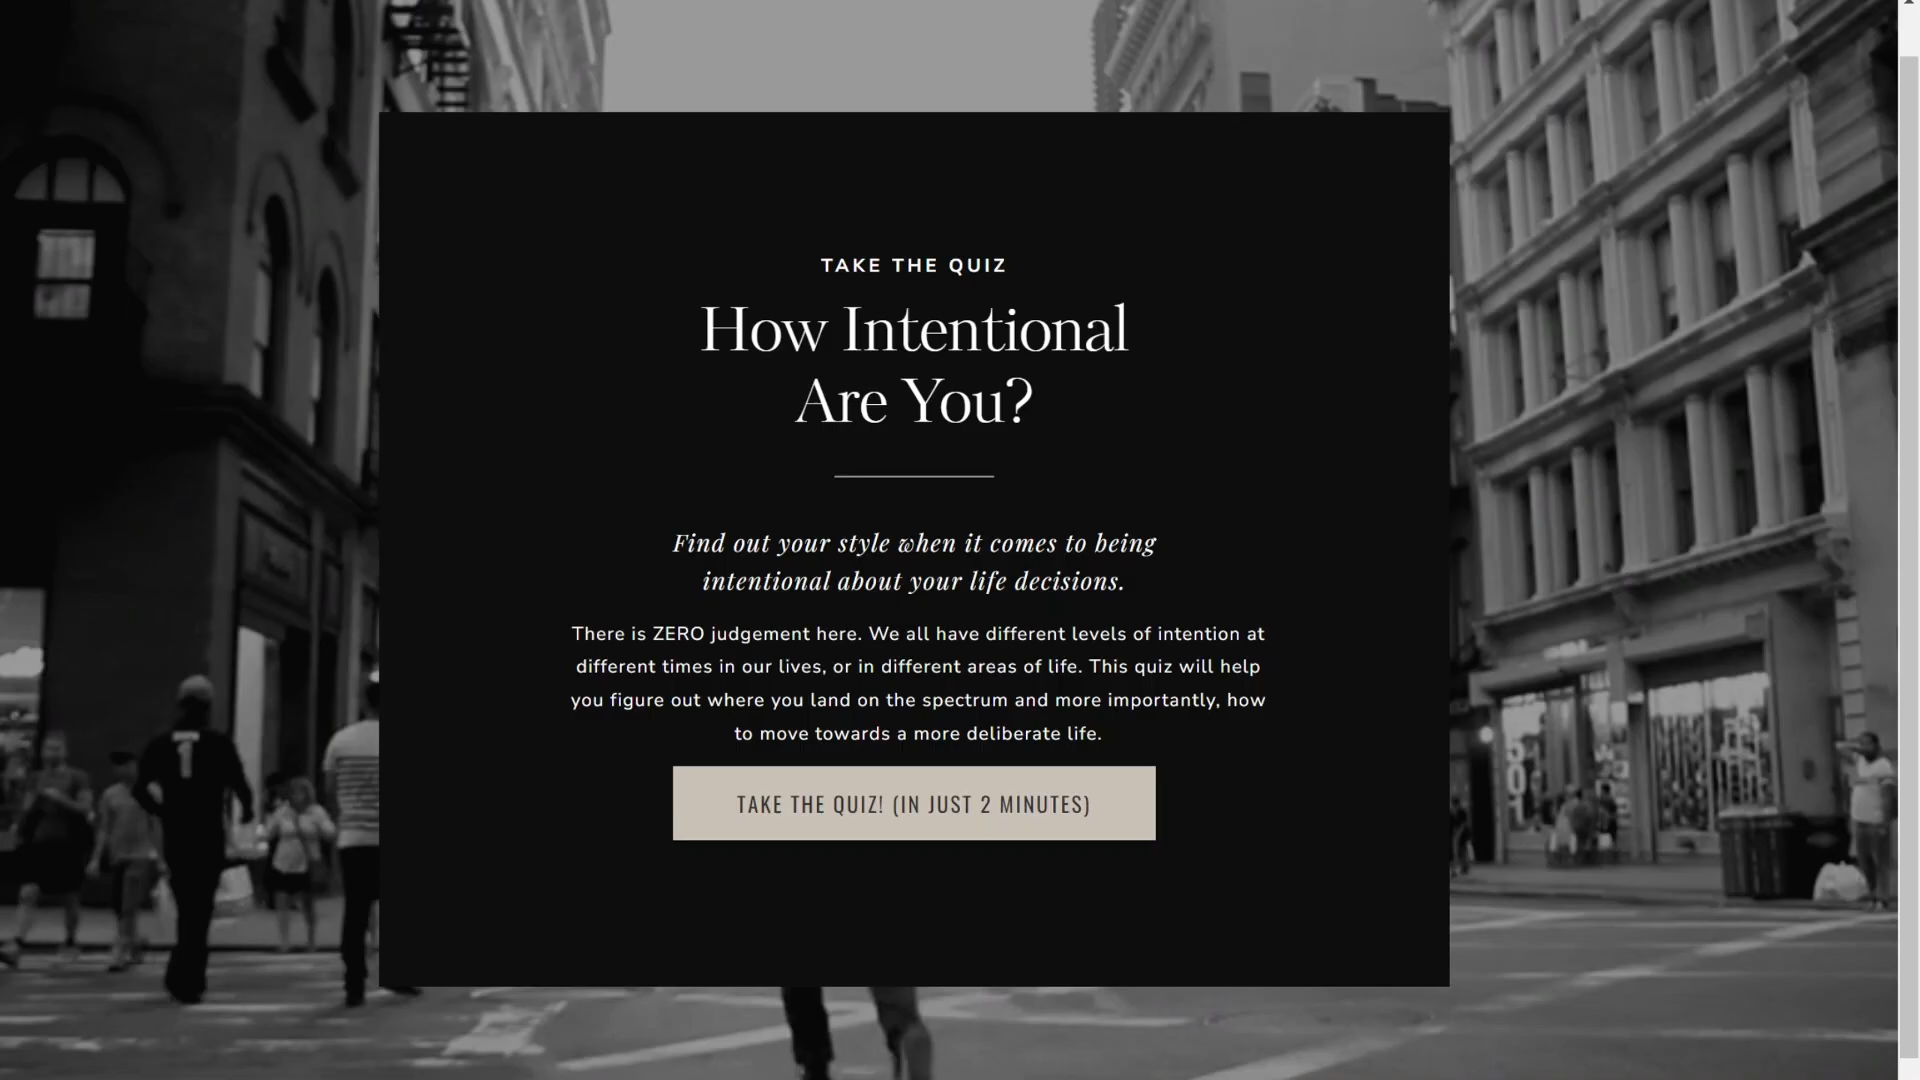 TAKE THE QUIZ
How Intentional
Are You?
Find out your style when it comes to being
intentional about your life decisions.
There is ZERO judgement here. We all have different levels of intention at
different times in our lives, or in different areas of life. This quiz will help
you figure out where you land on the spectrum and more importantly, how
to move towards a more deliberate life.
TAKE THE QUIZ! (IN JUST 2 MINUTES)